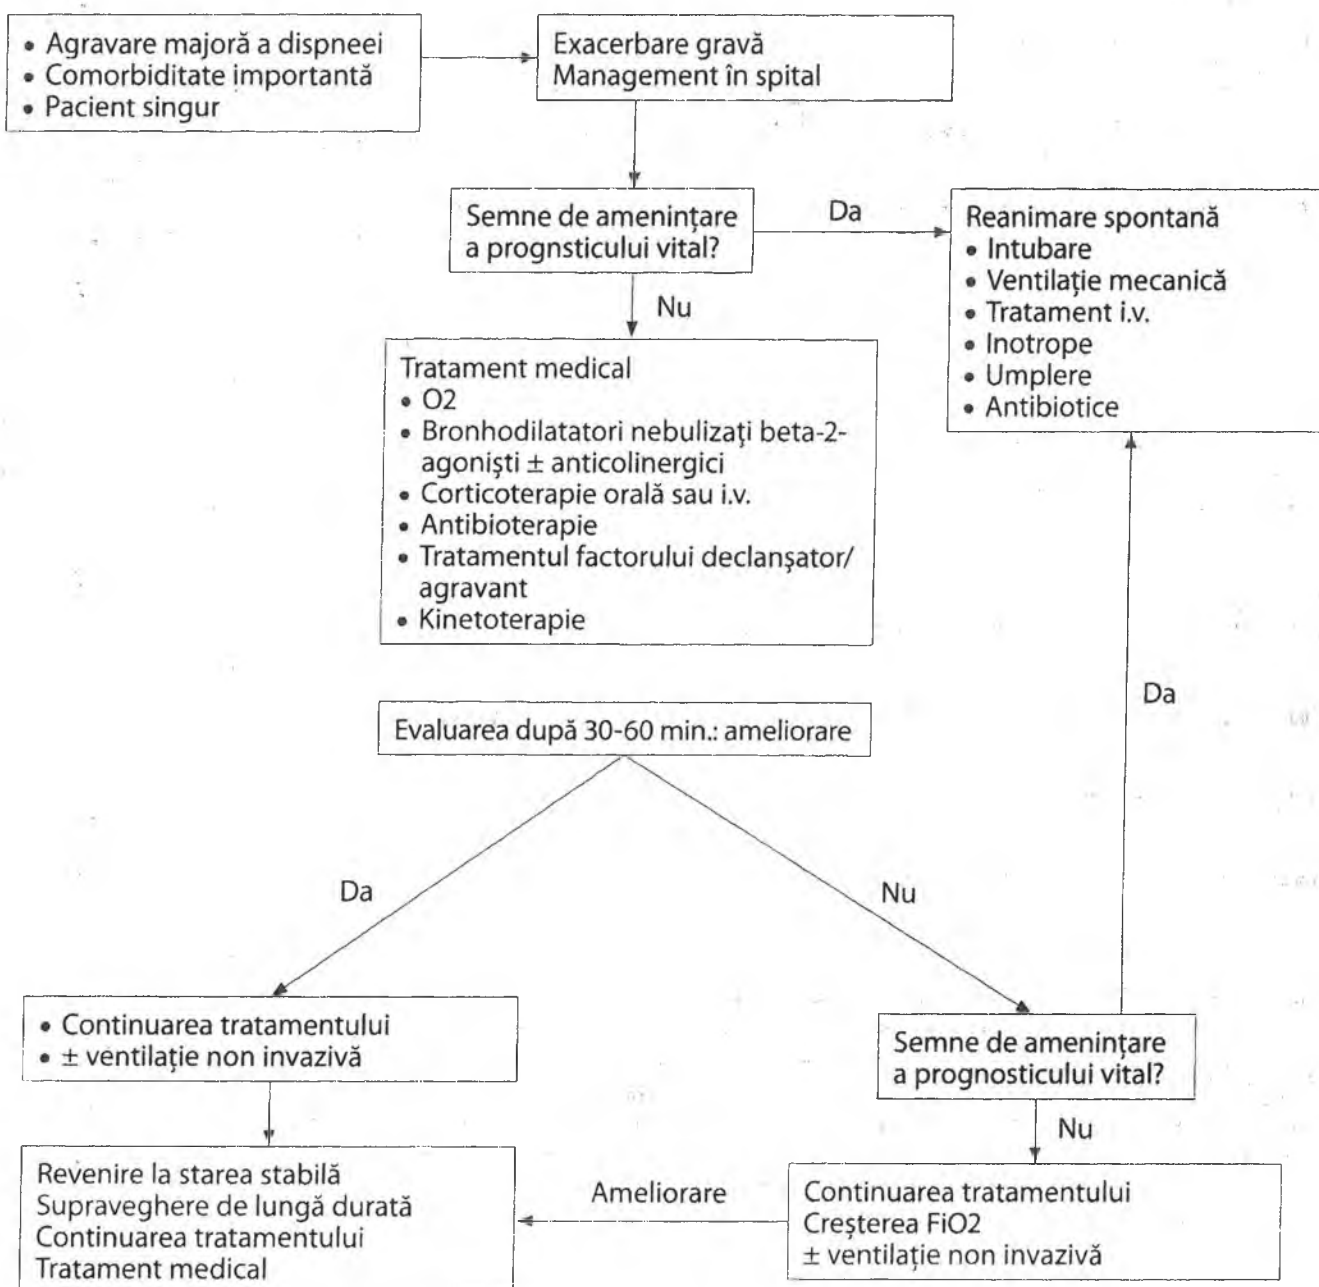 • Agravare majoră a dispneei
• Comorbiditate importantă
• Pacient singur
Exacerbare gravă
Management în spital
Semne de amenințare
a prognsticului vital?
Da
Reanimare spontană
• Intubare
• Ventilație mecanică
• Tratament i.v.
• Inotrope
• Umplere
• Antibiotice
Nu
Tratament medical
• O2
• Bronhodilatatori nebulizați beta-2-
agoniști ± anticolinergici
• Corticoterapie orală sau i.v.
• Antibioterapie
• Tratamentul factorului declanșator/
agravant
• Kinetoterapie
Da
Evaluarea după 30-60 min.: ameliorare
Da
Nu
• Continuarea tratamentului
• ± ventilație non invazivă
Semne de amenințare
a prognosticului vital?
Nu
Revenire la starea stabilă
Supraveghere de lungă durată
Continuarea tratamentului
Tratament medical
Ameliorare
Continuarea tratamentului
Creșterea FiO2
± ventilație non invazivă